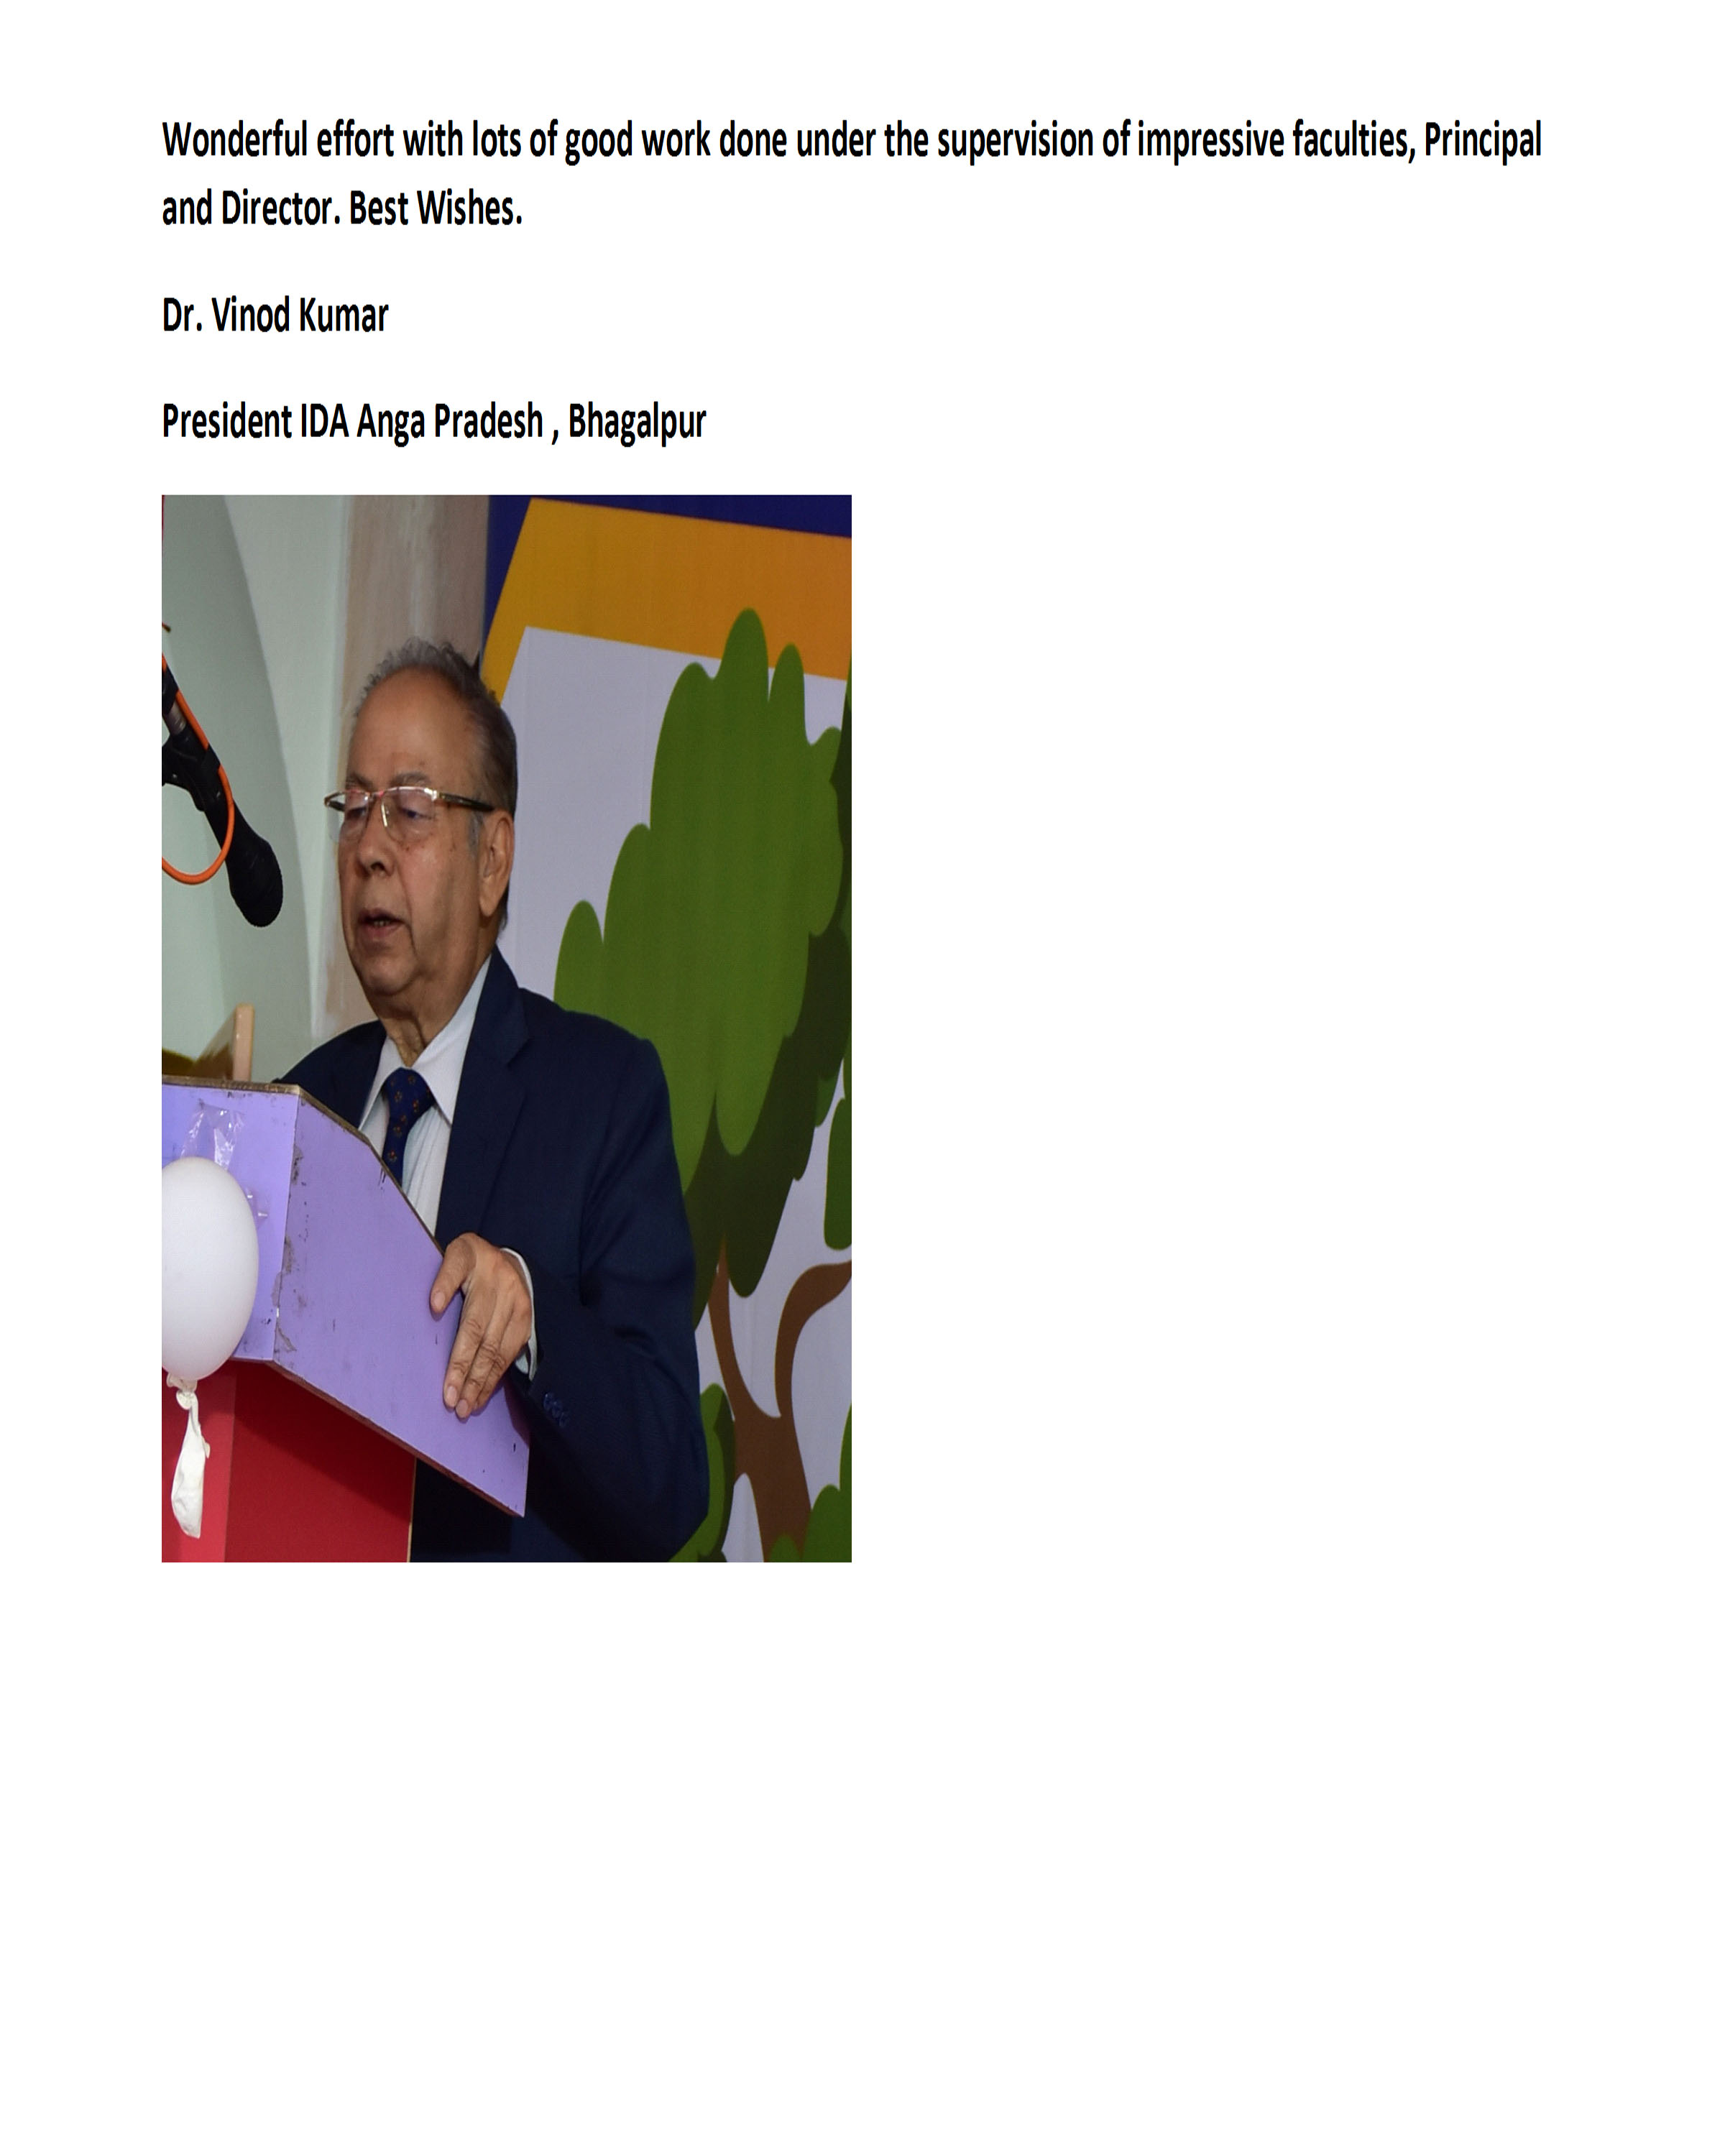 Wonderful effort with lots of good work done under the supervision of impressive faculties, Principal
and Director. Best Wishes.
Dr. Vinod Kumar
President IDA Anga Pradesh , Bhagalpur